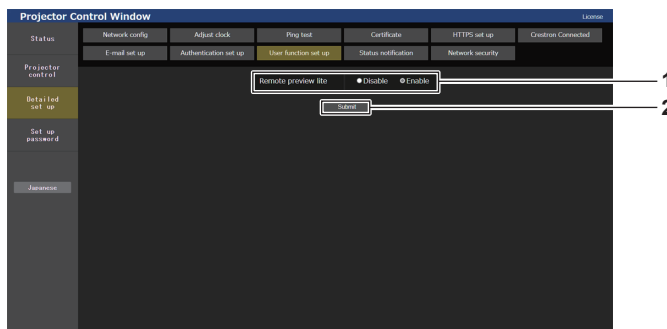 Projector Control Window
License
Status
Network config
Adjust clock
Ping test
Certificate
HTTPS set up
Crestron Connected
E-mail set up
Authentication set up
User function set up
Status notification
Network security
Projector
control
Detailed
set up
Set up
password
Japanese
Remote preview lite
Disable
Enable
1
Submit
2